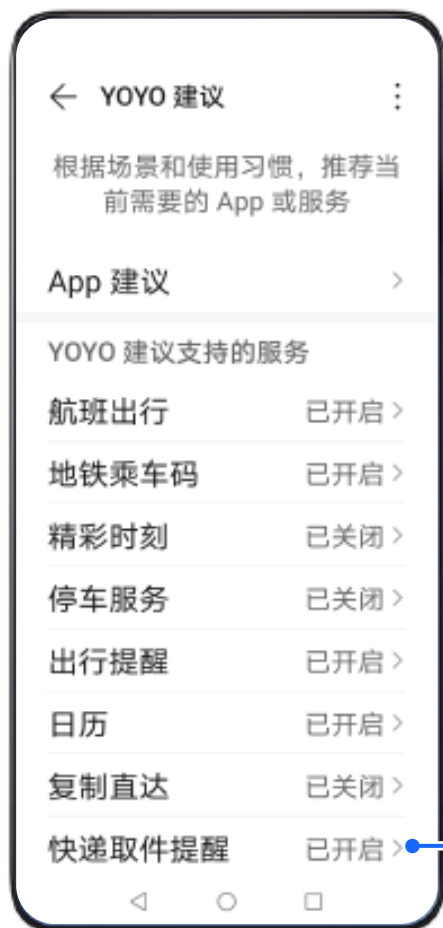 YOYO 建议
根据场景和使用习惯，推荐当
前需要的 App 或服务
App 建议
YOYO 建议支持的服务
航班出行 已开启
地铁乘车码 已开启
精彩时刻 已关闭
停车服务 已关闭
出行提醒 已开启
日历 已开启
复制直达 已关闭
快递取件提醒 已开启